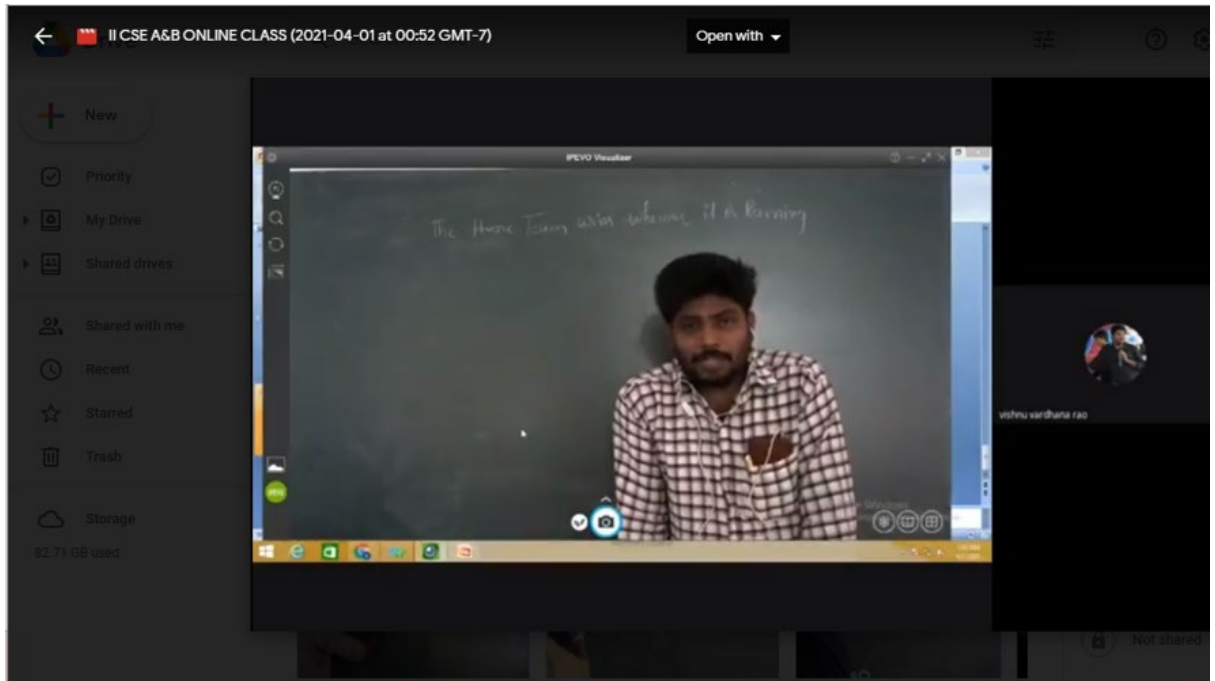 II CSE A&B ONLINE CLASS (2021-04-01 at 00:52 GMT-7)
Open with
New
Priority
My Drive
Shared drives
Shared with me
Recent
Starred
Trash
Storage
82.71 GB used
IPEVO Visualizer
The Home Team wins whenever it is Raining
vishnu vardhana rao
Windows
Not shared